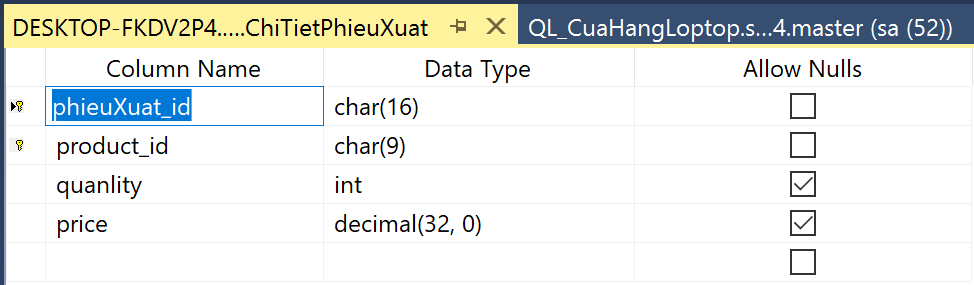 DESKTOP-FKDV2P4.....ChiTietPhieuXuat QL_CuaHangLoptop.s...4.master (sa (52))
Column Name Data Type Allow Nulls
phieuXuat_id char(16)
product_id char(9)
quanlity int
price decimal(32, 0)